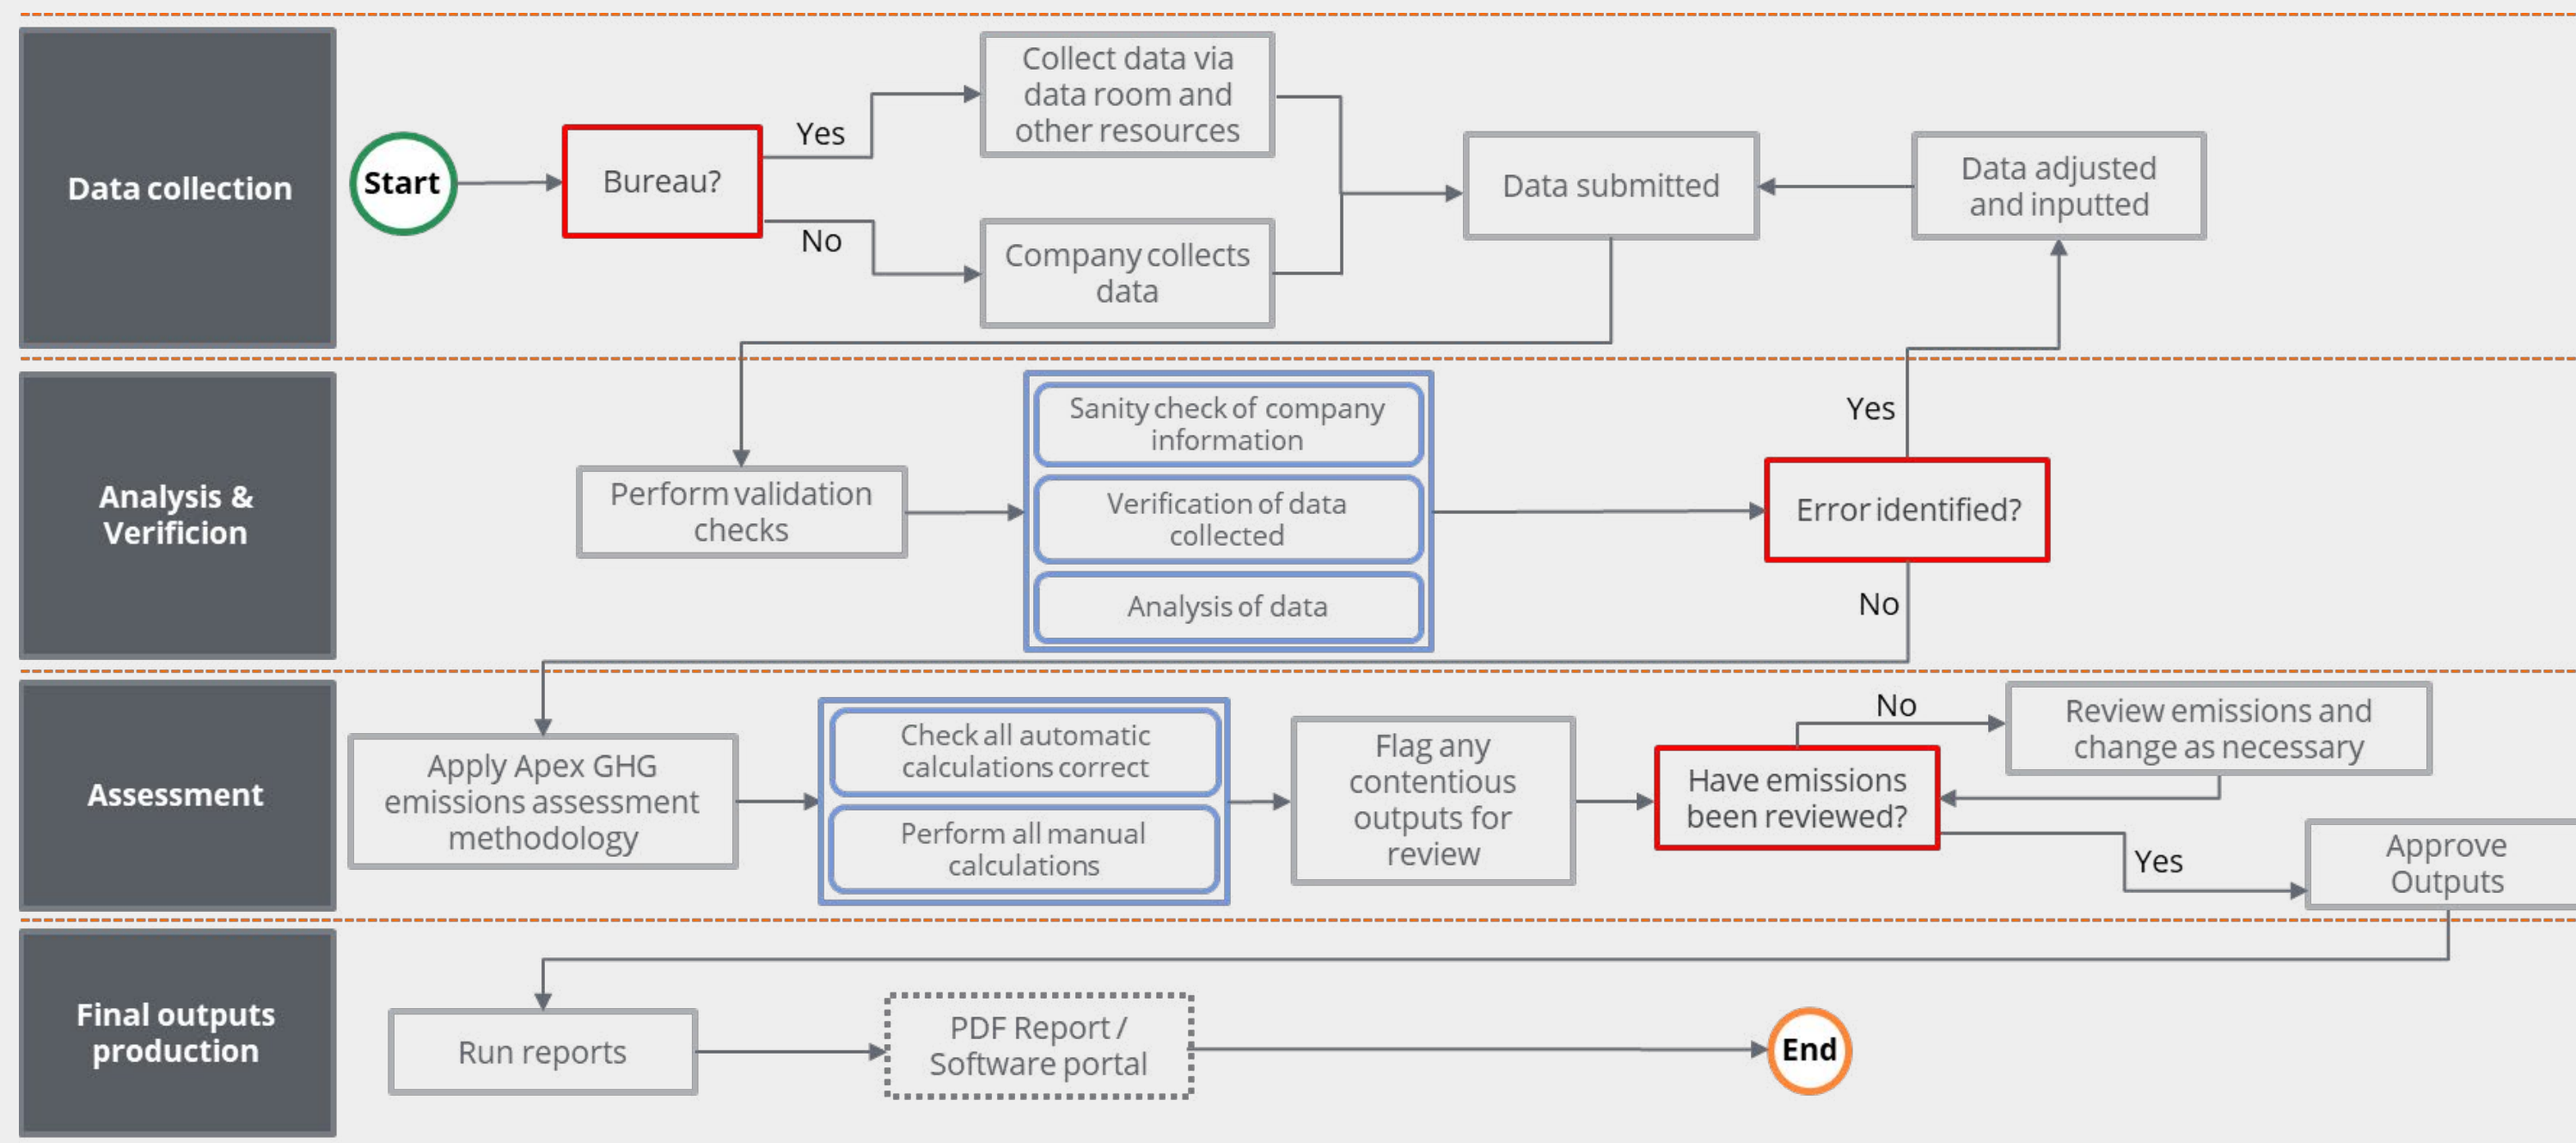 Data collection
Start
Bureau?
Yes
No
Collect data via
data room and
other resources
Company collects
data
Data submitted
Data adjusted
and inputted
Analysis &
Verificion
Perform validation
checks
Sanity check of company
information
Verification of data
collected
Analysis of data
Error identified?
Yes
No
Assessment
Apply Apex GHG
emissions assessment
methodology
Check all automatic
calculations correct
Perform all manual
calculations
Flag any
contentious
outputs for
review
Have emissions
been reviewed?
No
Review emissions and
change as necessary
Yes
Approve
Outputs
Final outputs
production
Run reports
PDF Report /
Software portal
End